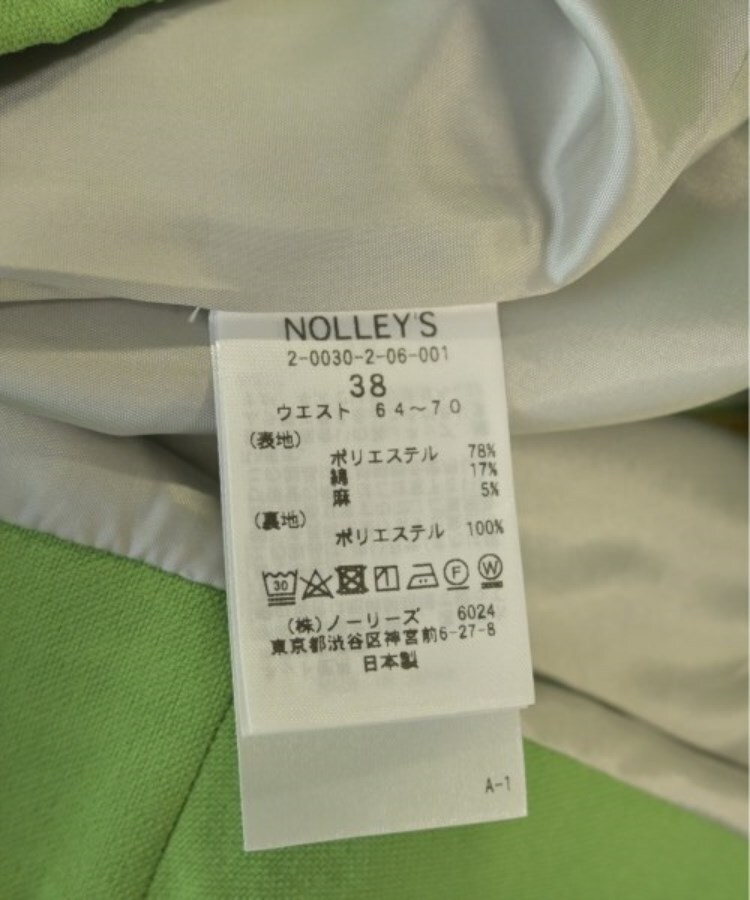 NOLLEY'S
2-0030-2-06-001
38
ウエスト 64〜70
(表地)
ポリエステル 78%
綿 17%
麻 5%
(裏地)
ポリエステル 100%
30 F W
(株)ノーリーズ 6024
東京都渋谷区神宮前6-27-8
日本製
A-1